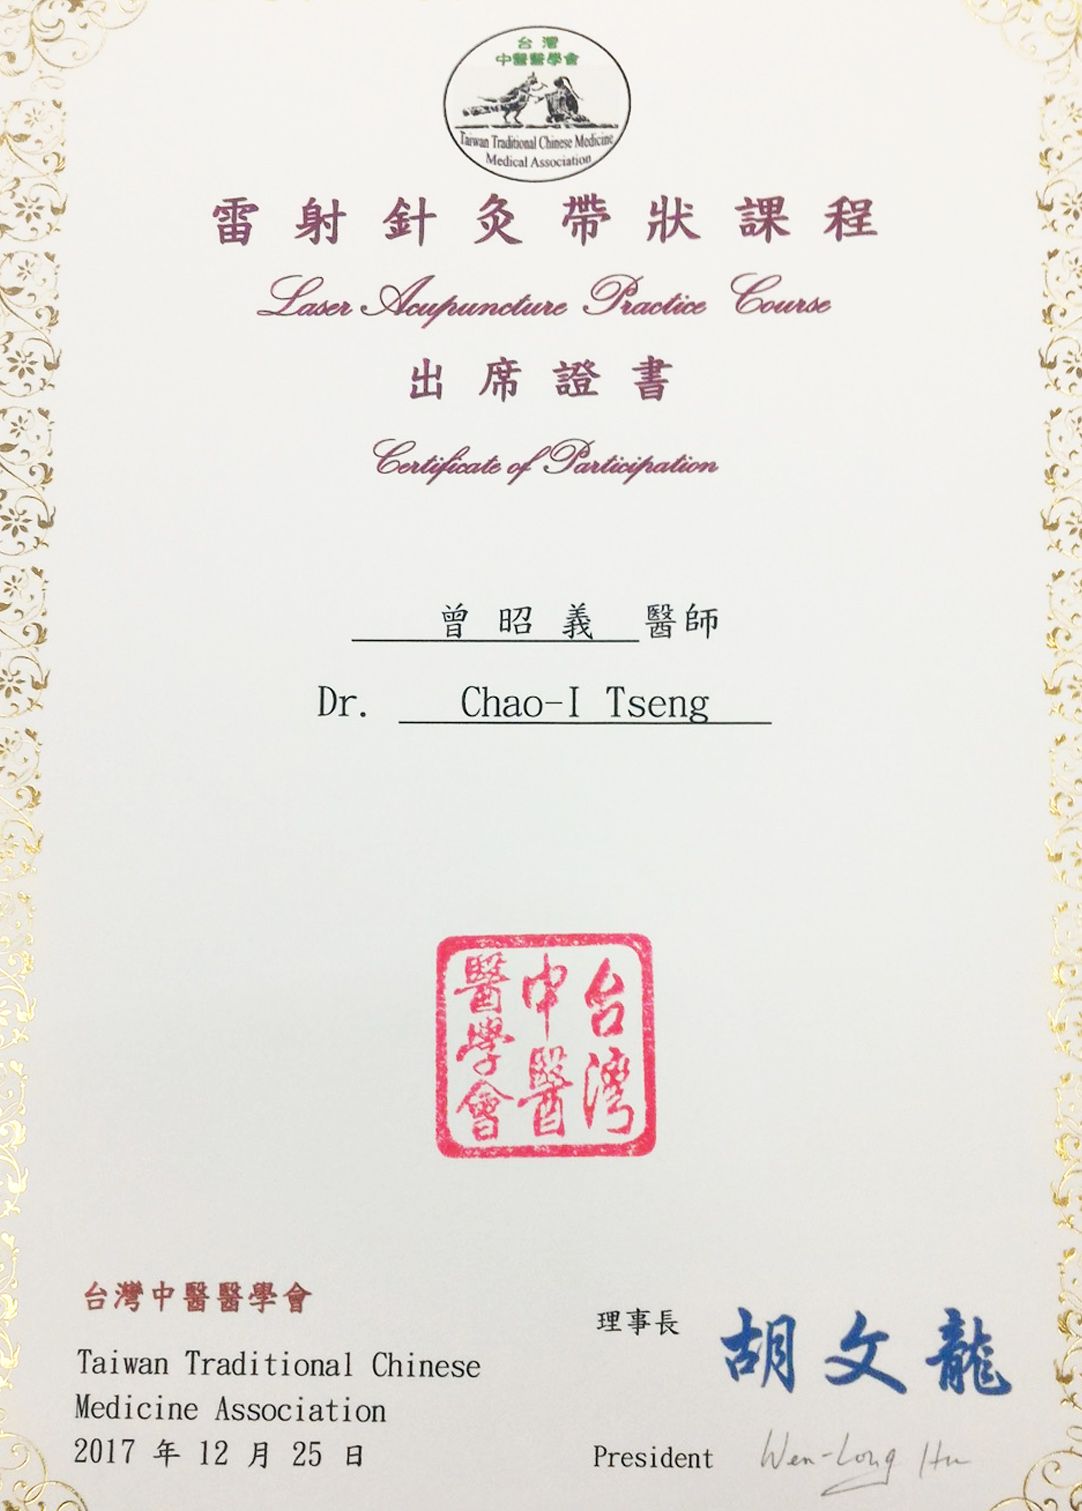 台灣
中醫醫學會
Taiwan Traditional Chinese Medicine
Medical Association
雷射針灸帶狀課程
Laser Acupuncture Practice Course
出席證書
Certificate of Participation
曾昭義 醫師
Dr. Chao-I Tseng
台灣
中醫
醫學會
台灣中醫醫學會
Taiwan Traditional Chinese
Medicine Association
2017 年 12 月 25 日
理事長 胡文龍
President Wen-Long Hu